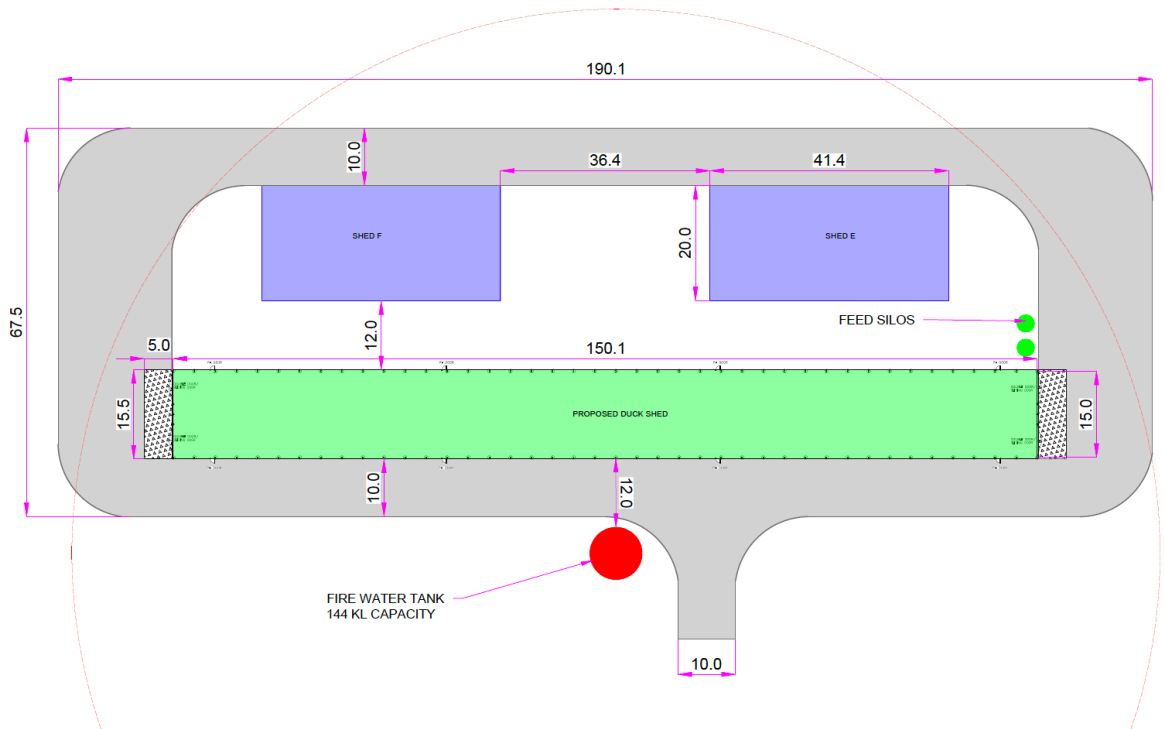 190.1
10.0
36.4
41.4
SHED F
SHED E
20.0
67.5
FEED SILOS
12.0
5.0
150.1
15.5
PROPOSED DUCK SHED
15.0
10.0
12.0
FIRE WATER TANK
144 KL CAPACITY
10.0